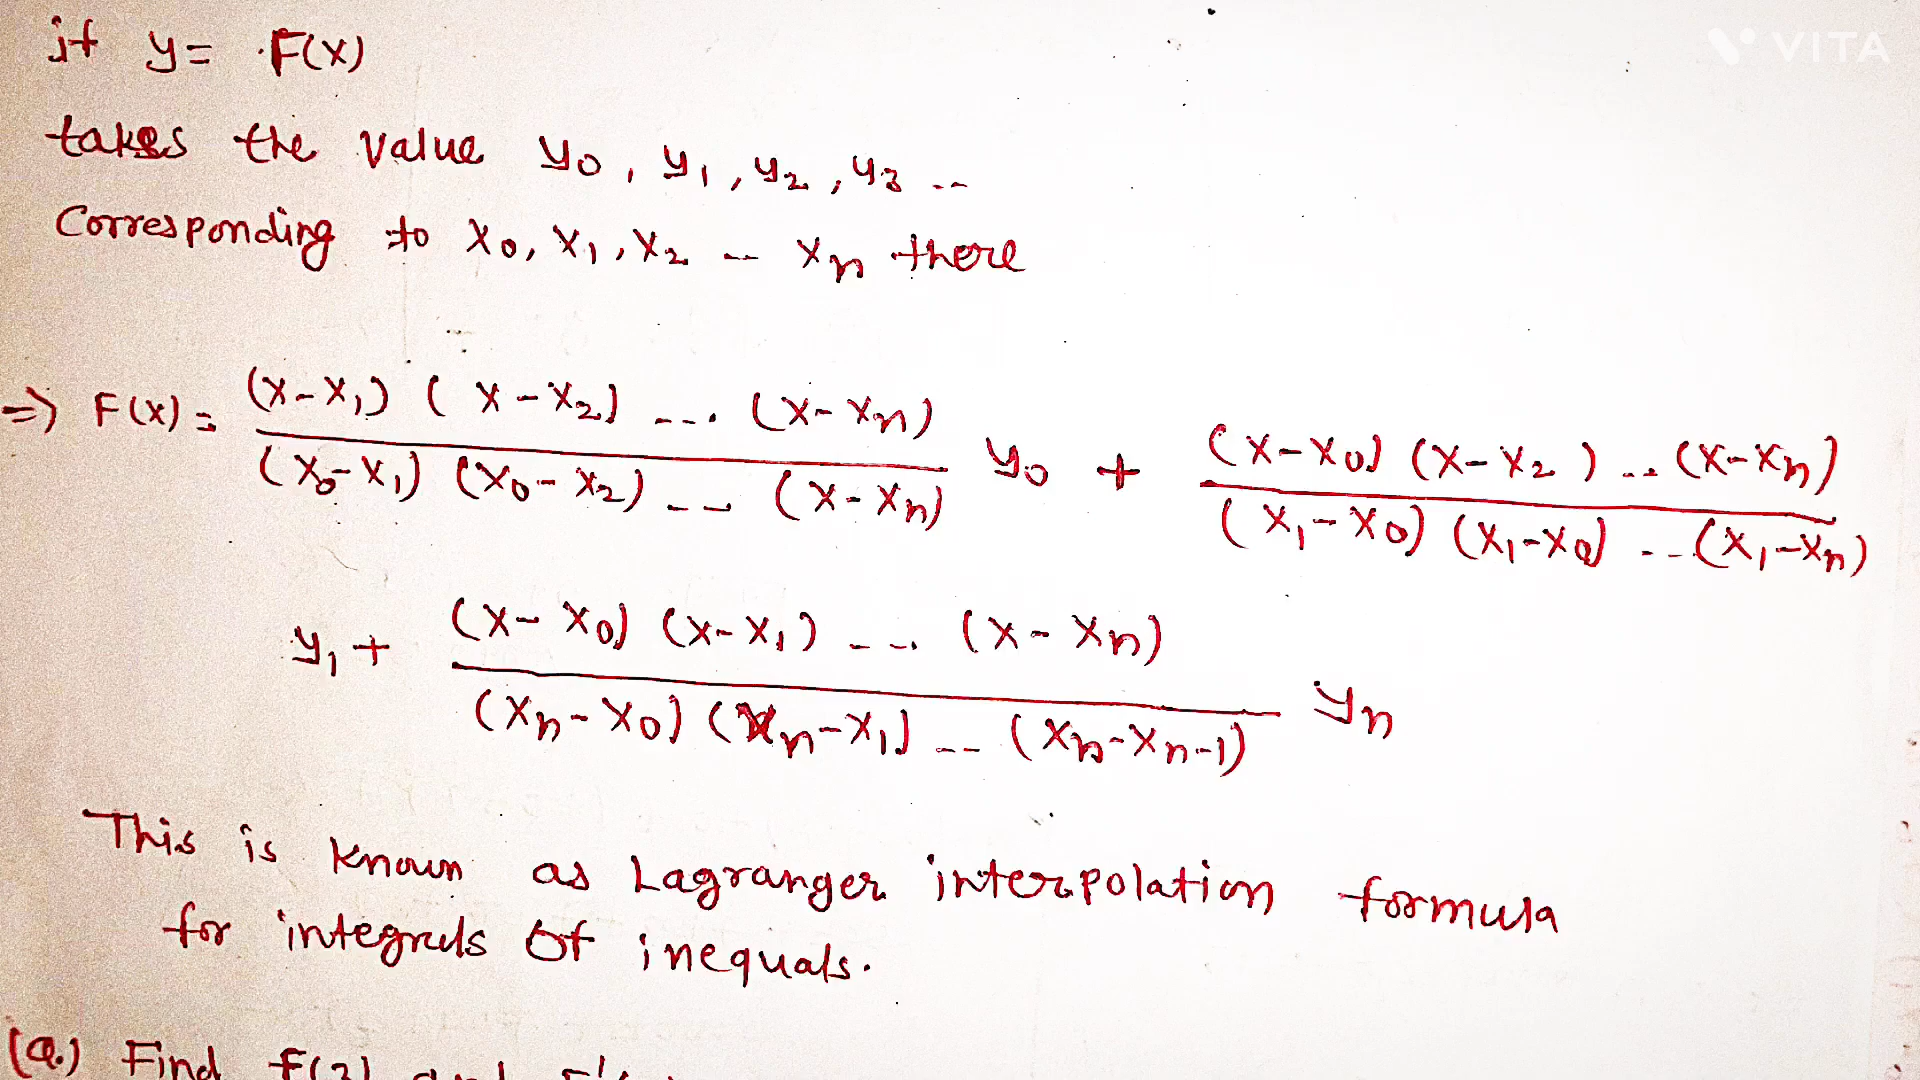 VITA
if y = F(x)
takes the value y0, y1, y2, y3 --
Corresponding to x0, x1, x2 -- xn there
=> F(x) = (x-x1) (x-x2) ---- (x-xn) / (x0-x1) (x0-x2) --- (x-xn) y0 + (x-x0) (x-x2) -- (x-xn) / (x1-x0) (x1-x0) -- (x1-xn)
y1 + (x-x0) (x-x1) ---- (x-xn) / (xn-x0) (xn-x1) -- (xn-xn-1) yn
This is known as Lagranger interpolation formula
for integrals of inequals.
(Q.) Find f(2) and